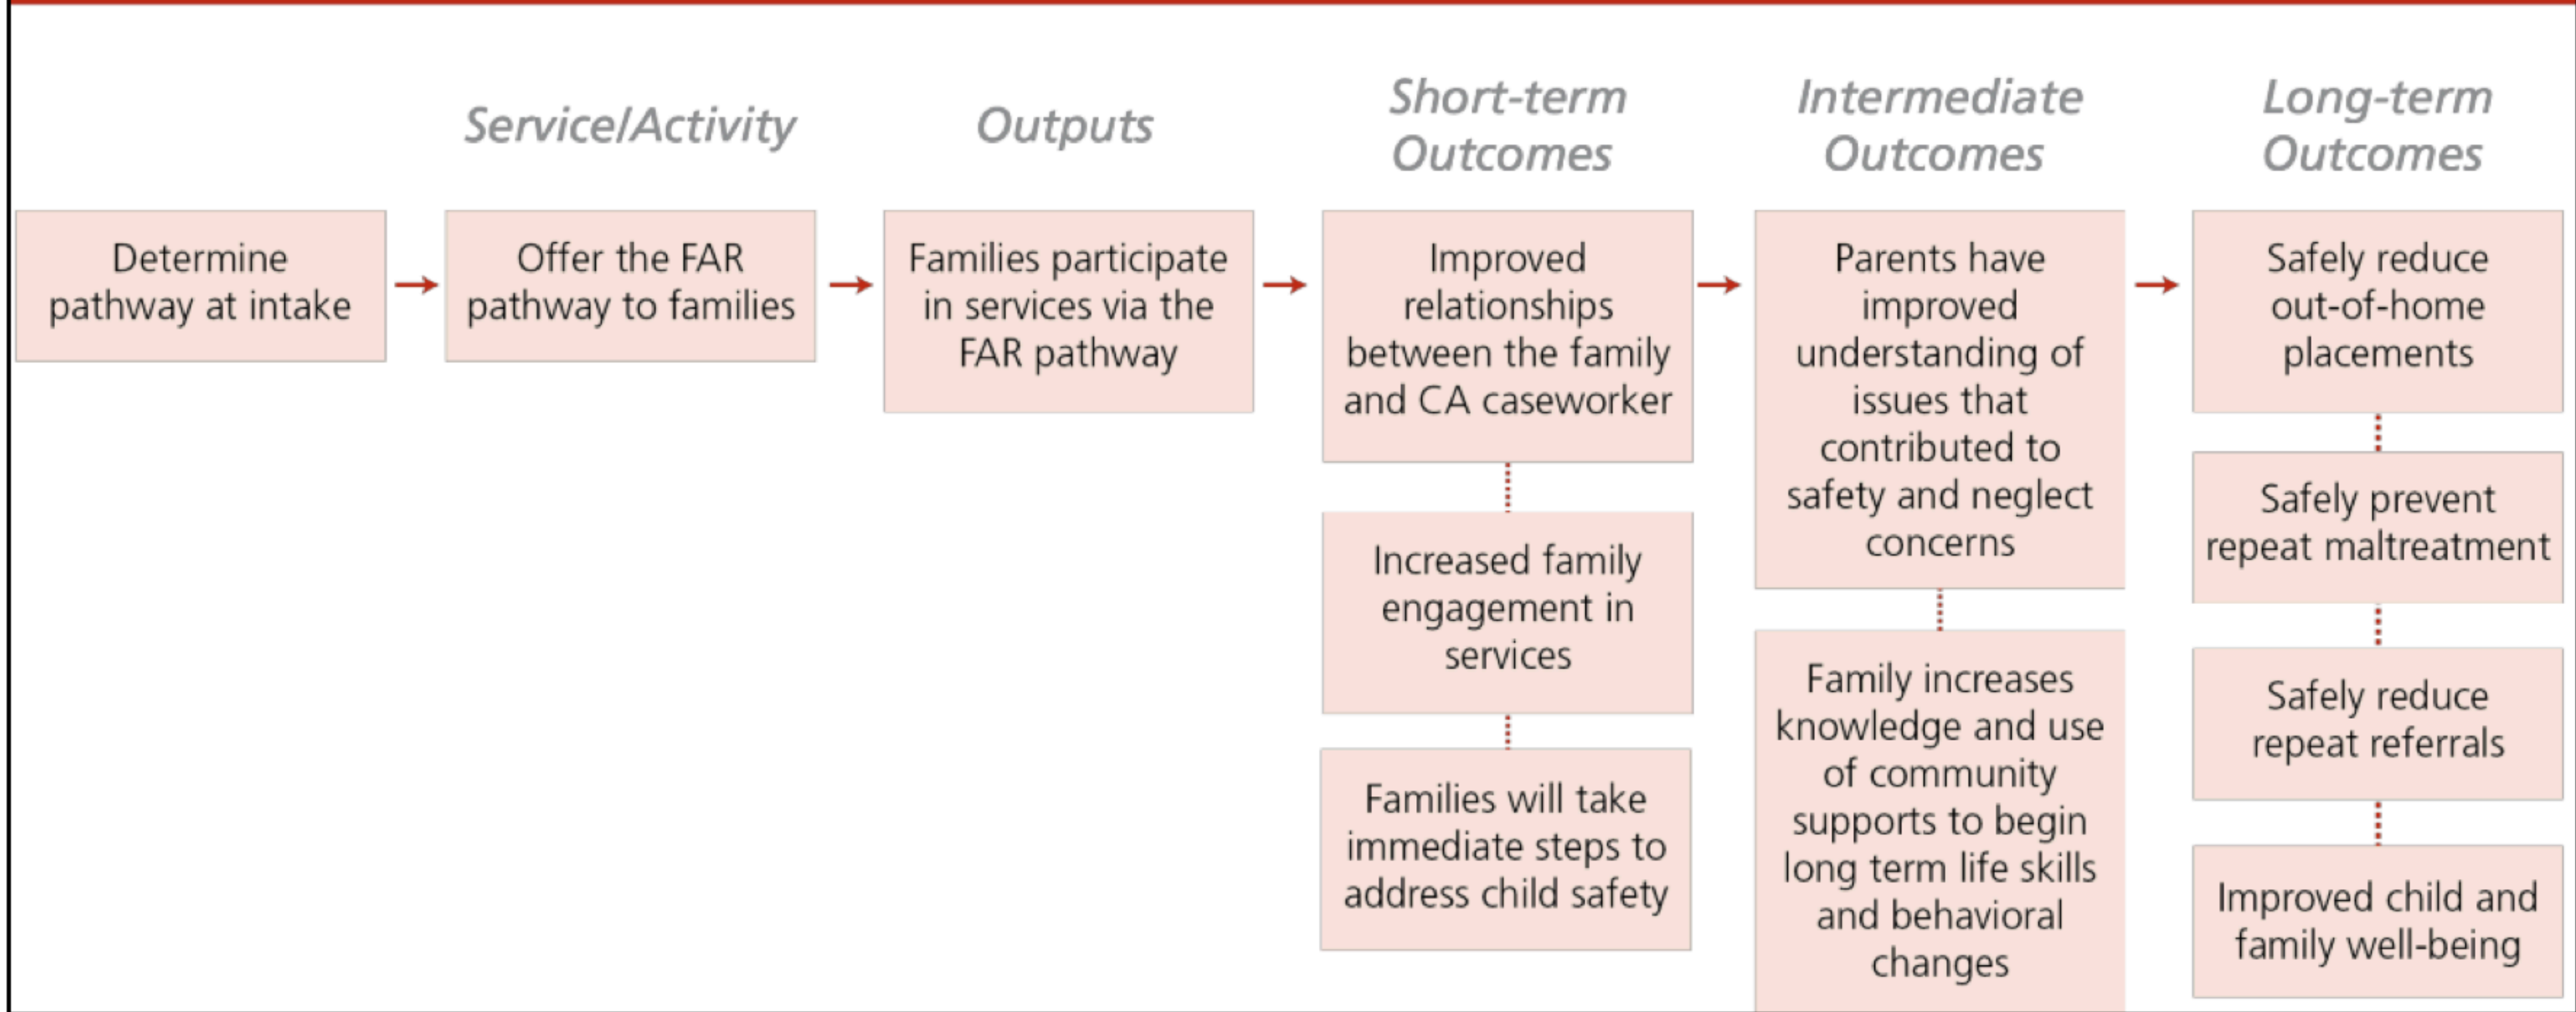 Service/Activity
Outputs
Short-term
Outcomes
Intermediate
Outcomes
Long-term
Outcomes
Determine
pathway at intake
Offer the FAR
pathway to families
Families participate
in services via the
FAR pathway
Improved
relationships
between the family
and CA caseworker
Increased family
engagement in
services
Families will take
immediate steps to
address child safety
Parents have
improved
understanding of
issues that
contributed to
safety and neglect
concerns
Family increases
knowledge and use
of community
supports to begin
long term life skills
and behavioral
changes
Safely reduce
out-of-home
placements
Safely prevent
repeat maltreatment
Safely reduce
repeat referrals
Improved child and
family well-being